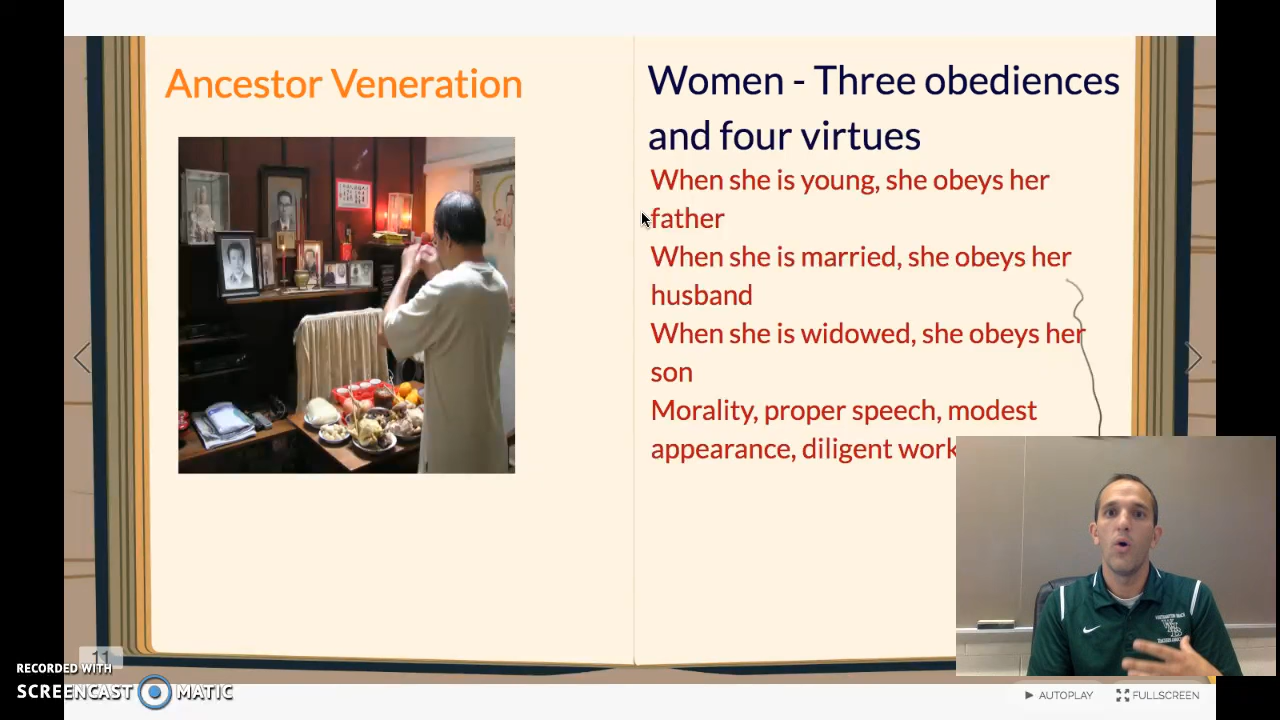 Ancestor Veneration
Women - Three obediences
and four virtues
When she is young, she obeys her
father
When she is married, she obeys her
husband
When she is widowed, she obeys her
son
Morality, proper speech, modest
appearance, diligent work
11
RECORDED WITH
SCREENCAST MATIC
AUTOPLAY
FULLSCREEN